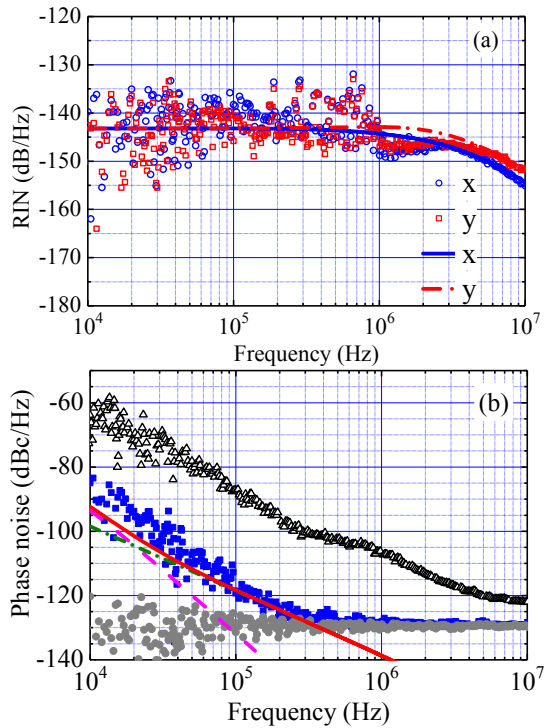 -120
(a)
-130
-140
-150
-160
-170
-180
RIN (dB/Hz)
x
y
x
y
10^4
10^5
10^6
10^7
Frequency (Hz)
(b)
-60
-80
-100
-120
-140
Phase noise (dBc/Hz)
10^4
10^5
10^6
10^7
Frequency (Hz)